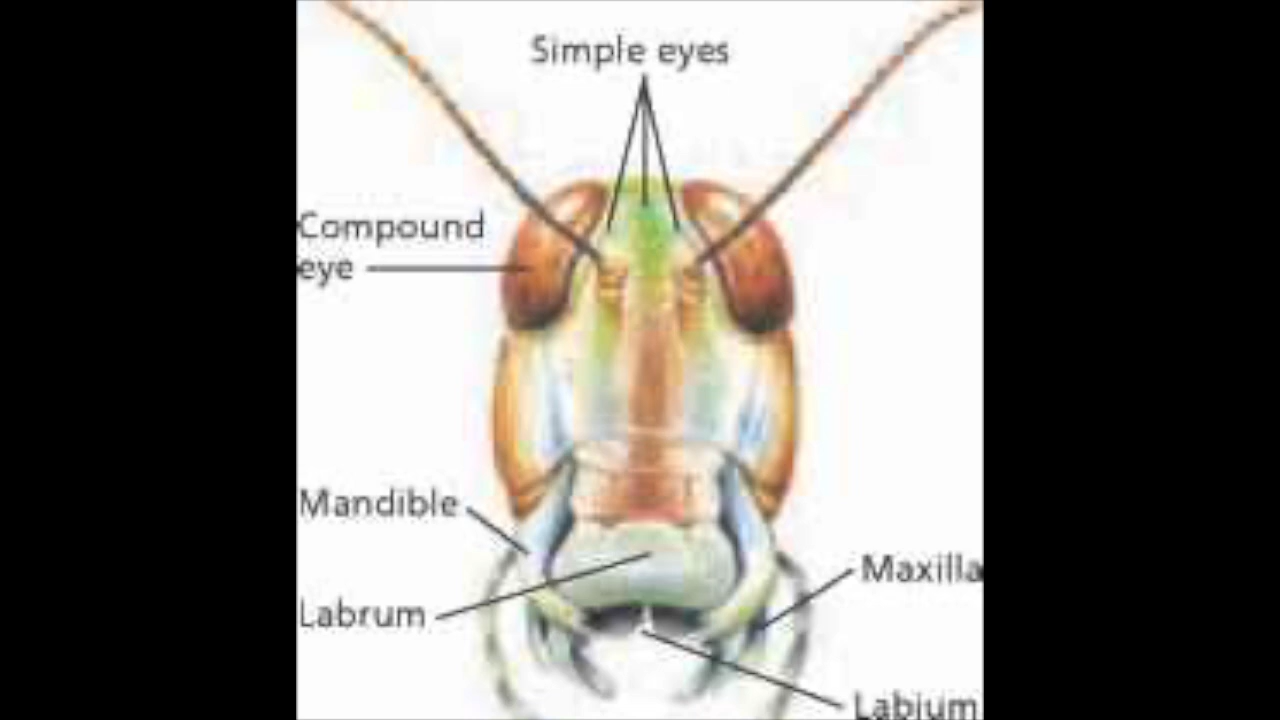 Simple eyes
Compound
eye
Mandible
Maxilla
Labrum
Labium